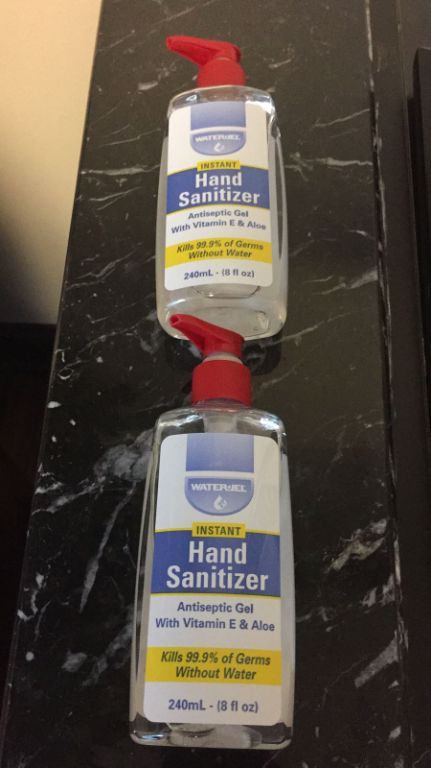 WATER-JEL
INSTANT
Hand
Sanitizer
Antiseptic Gel
With Vitamin E & Aloe
Kills 99.9% of Germs
Without Water
240mL - (8 fl oz)
WATER-JEL
INSTANT
Hand
Sanitizer
Antiseptic Gel
With Vitamin E & Aloe
Kills 99.9% of Germs
Without Water
240mL - (8 fl oz)